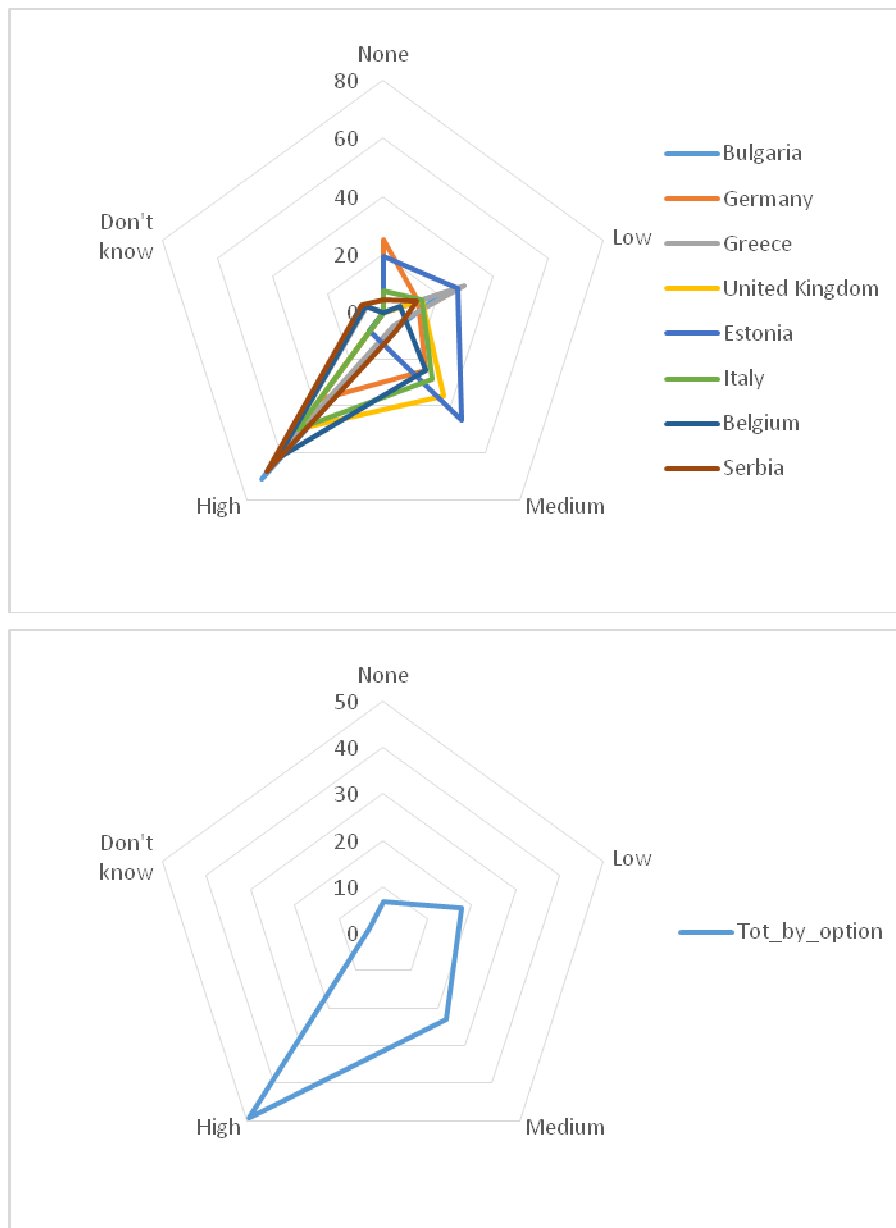 None
80
60
40
20
0
Don't
know
Low
High
Medium
Bulgaria
Germany
Greece
United Kingdom
Estonia
Italy
Belgium
Serbia
None
50
40
30
20
10
0
Don't
know
Low
High
Medium
Tot_by_option